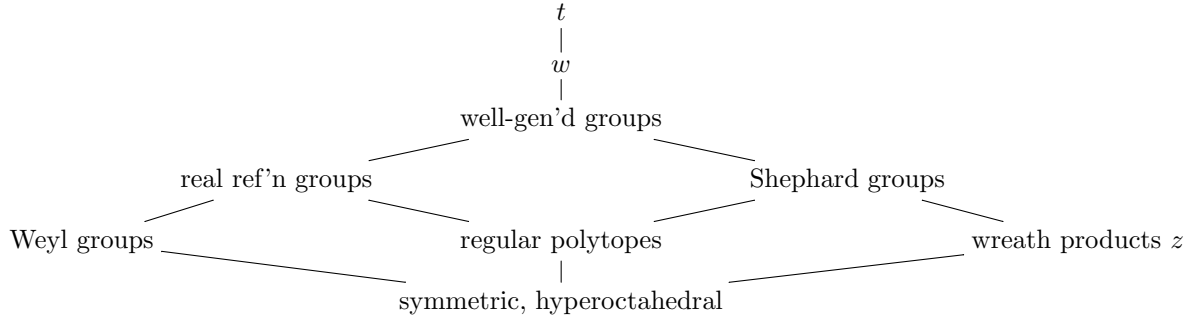 t
w
well-gen'd groups
real ref'n groups Shephard groups
Weyl groups regular polytopes wreath products z
symmetric, hyperoctahedral